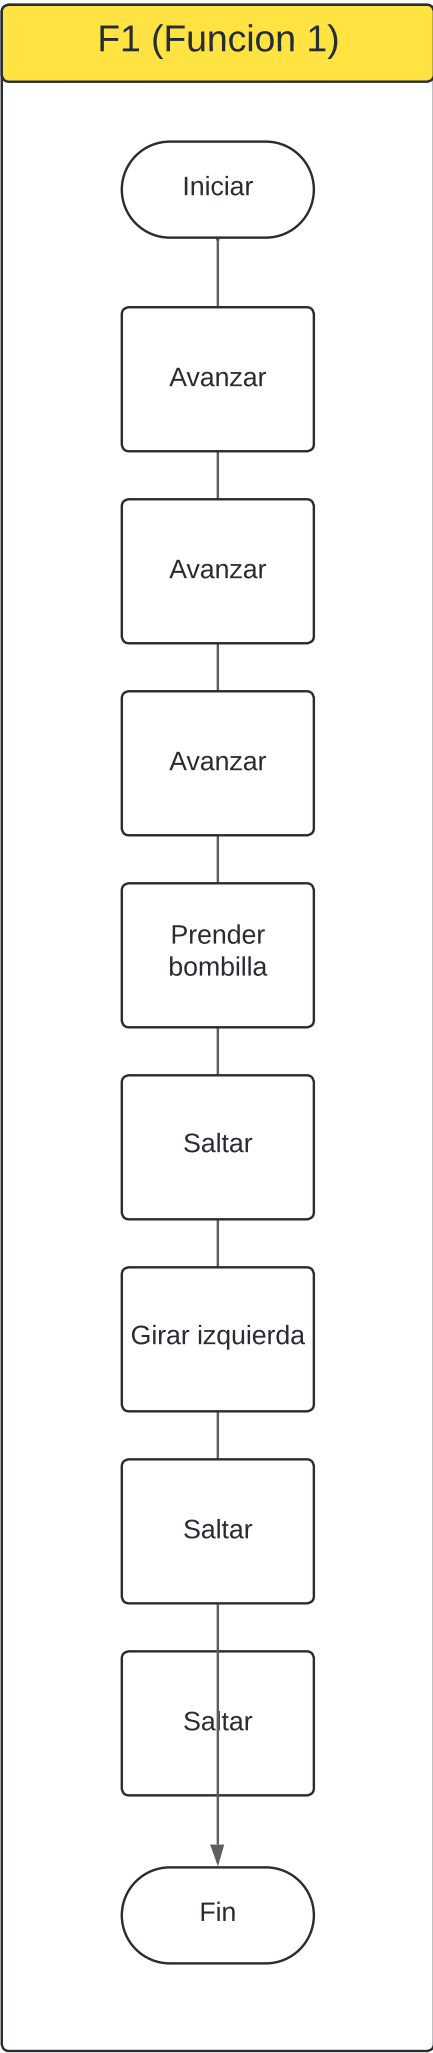 F1 (Funcion 1)
Iniciar
Avanzar
Avanzar
Avanzar
Prender
bombilla
Saltar
Girar izquierda
Saltar
Saltar
Fin